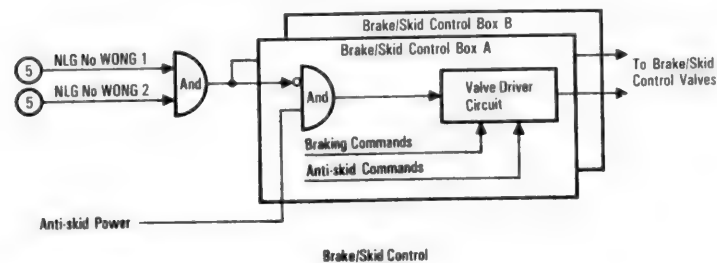 Brake/Skid Control Box B
Brake/Skid Control Box A
5 NLG No WONG 1
And
5 NLG No WONG 2
And
Valve Driver
Circuit
To Brake/Skid
Control Valves
Braking Commands
Anti-skid Commands
Anti-skid Power
Brake/Skid Control